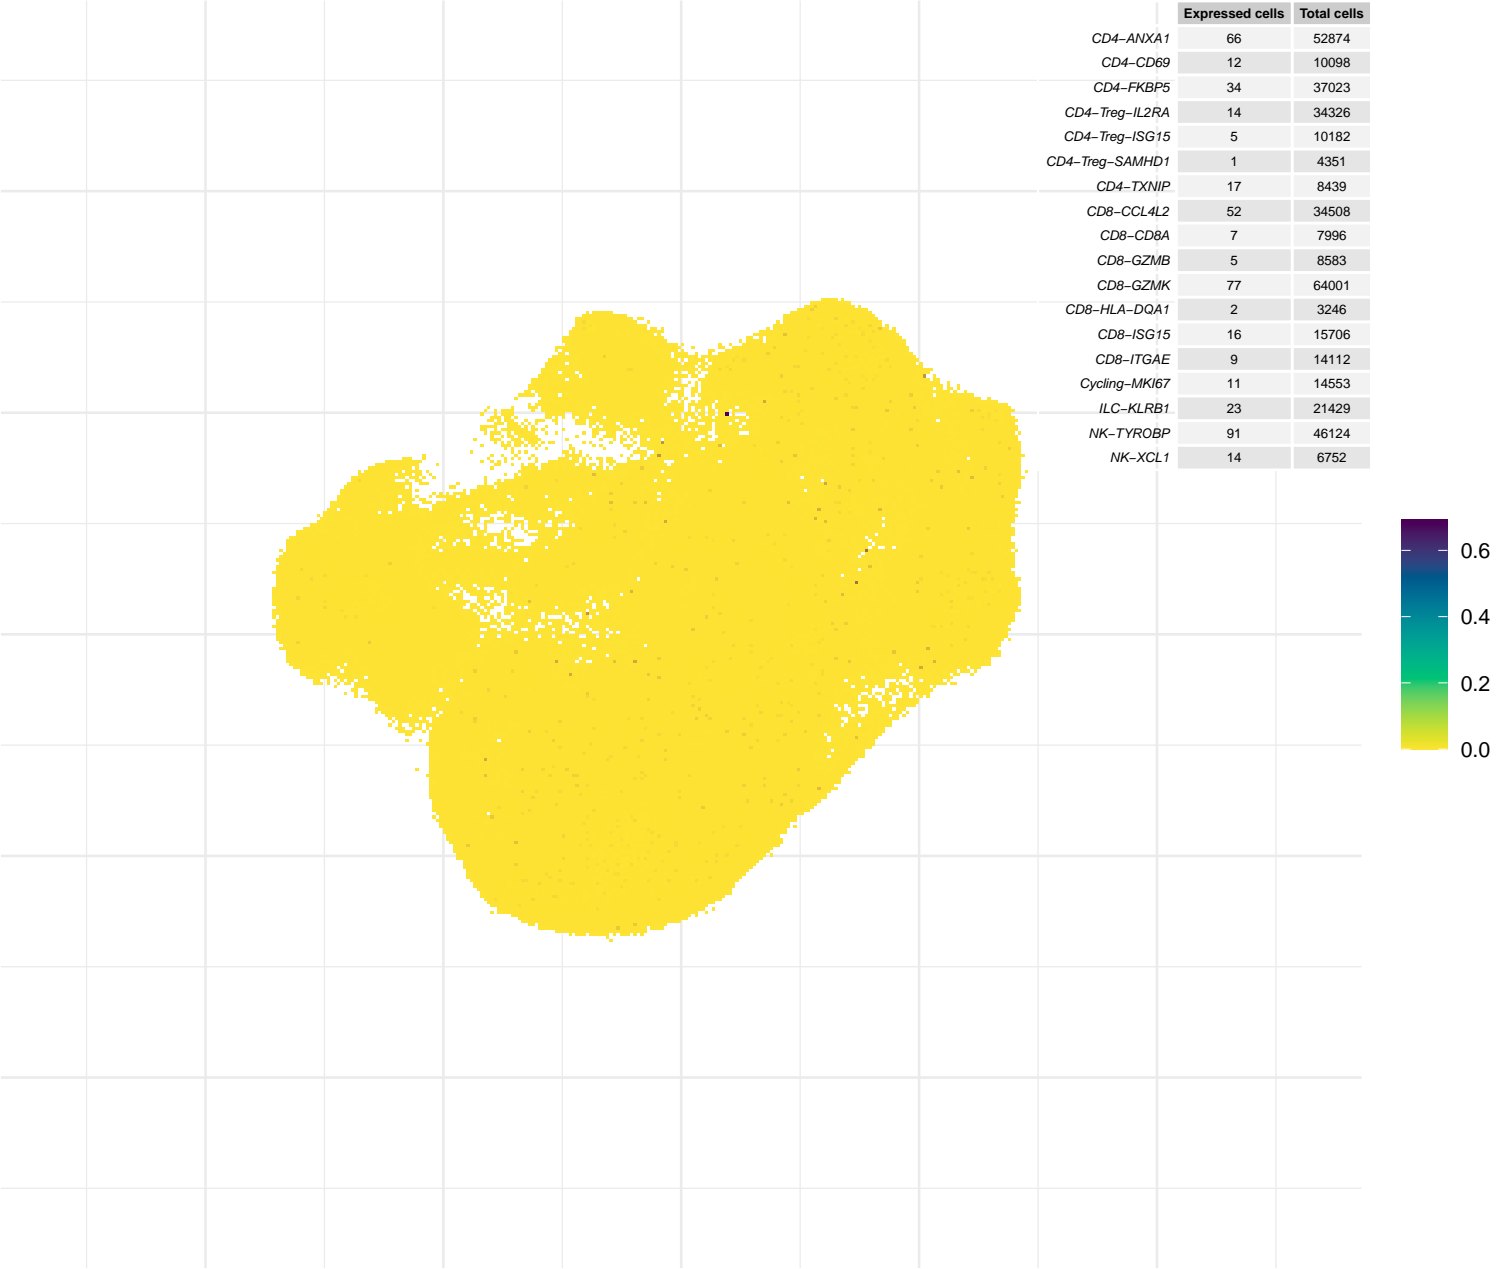 Expressed cells Total cells
CD4−ANXA1 66 52874
CD4−CD69 12 10098
CD4−FKBP5 34 37023
CD4−Treg−IL2RA 14 34326
CD4−Treg−ISG15 5 10182
CD4−Treg−SAMHD1 1 4351
CD4−TXNIP 17 8439
CD8−CCL4L2 52 34508
CD8−CD8A 7 7996
CD8−GZMB 5 8583
CD8−GZMK 77 64001
CD8−HLA−DQA1 2 3246
CD8−ISG15 16 15706
CD8−ITGAE 9 14112
Cycling−MKI67 11 14553
ILC−KLRB1 23 21429
NK−TYROBP 91 46124
NK−XCL1 14 6752
0.6
0.4
0.2
0.0